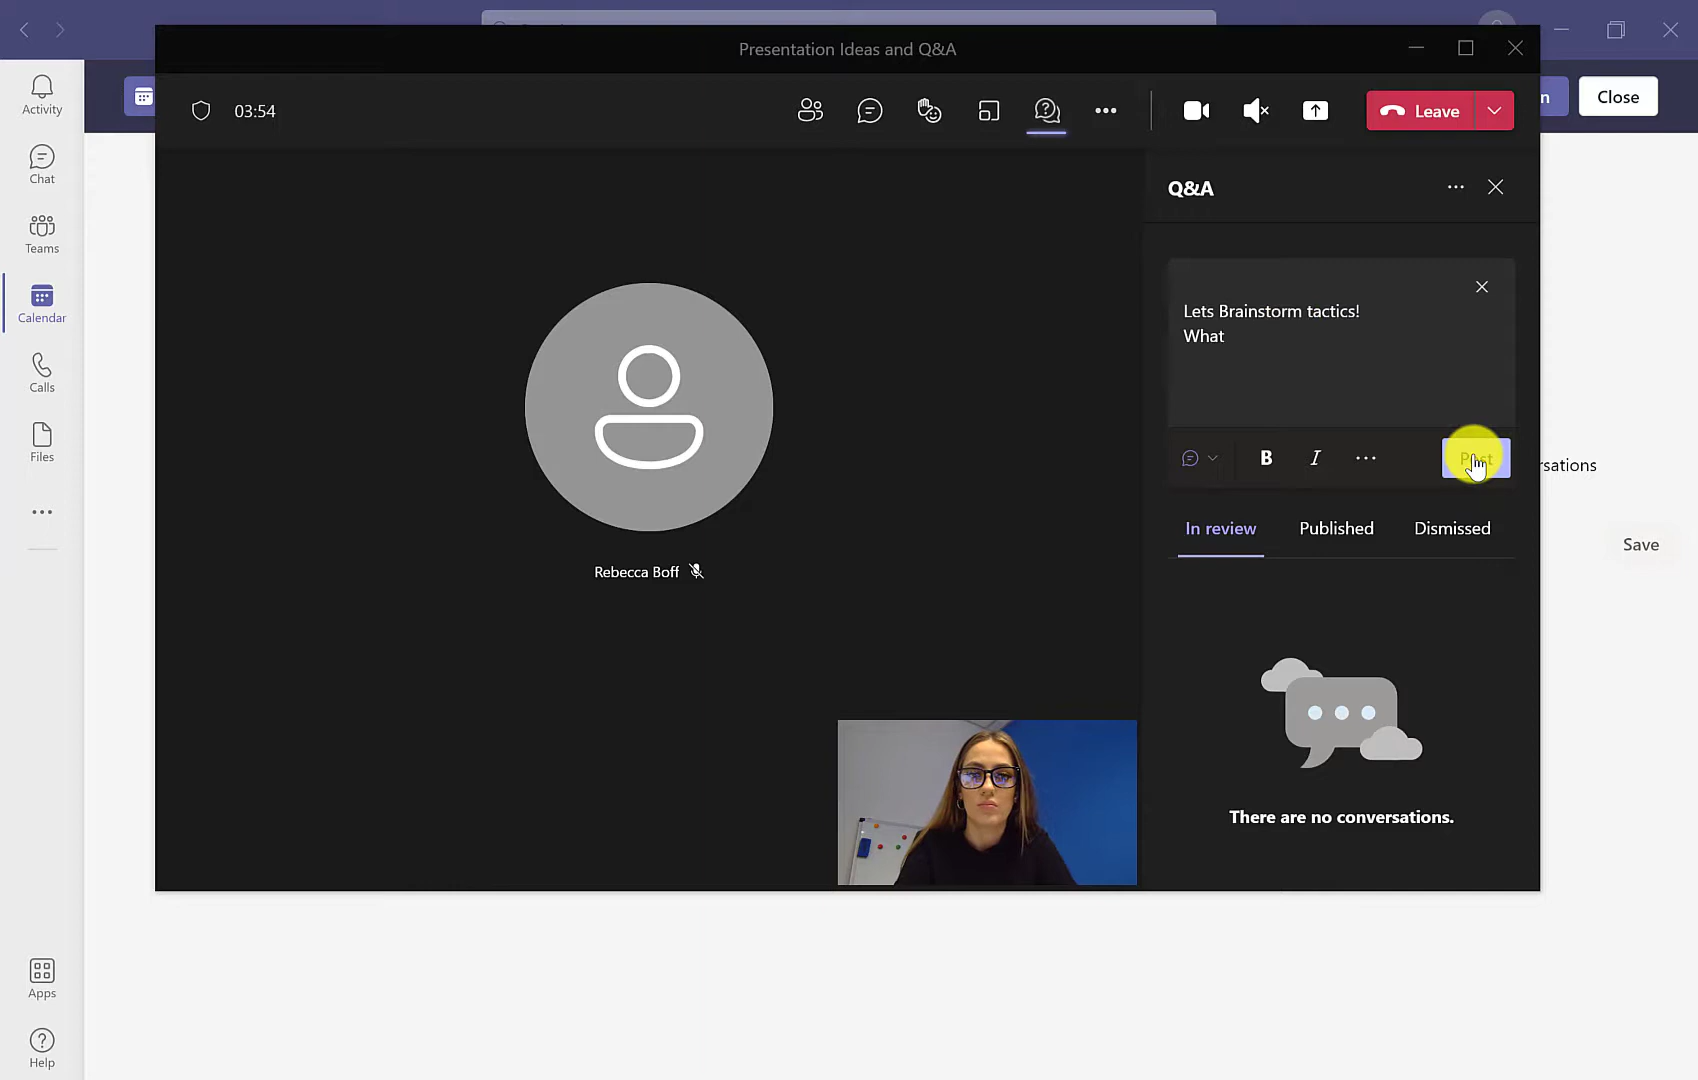 Presentation Ideas and Q&A
Activity
03:54
Leave
n
Close
Chat
Q&A
Teams
Lets Brainstorm tactics!
What
Calendar
Calls
B
I
Post
rsations
Files
In review
Published
Dismissed
Save
Rebecca Boff
There are no conversations.
Apps
Help